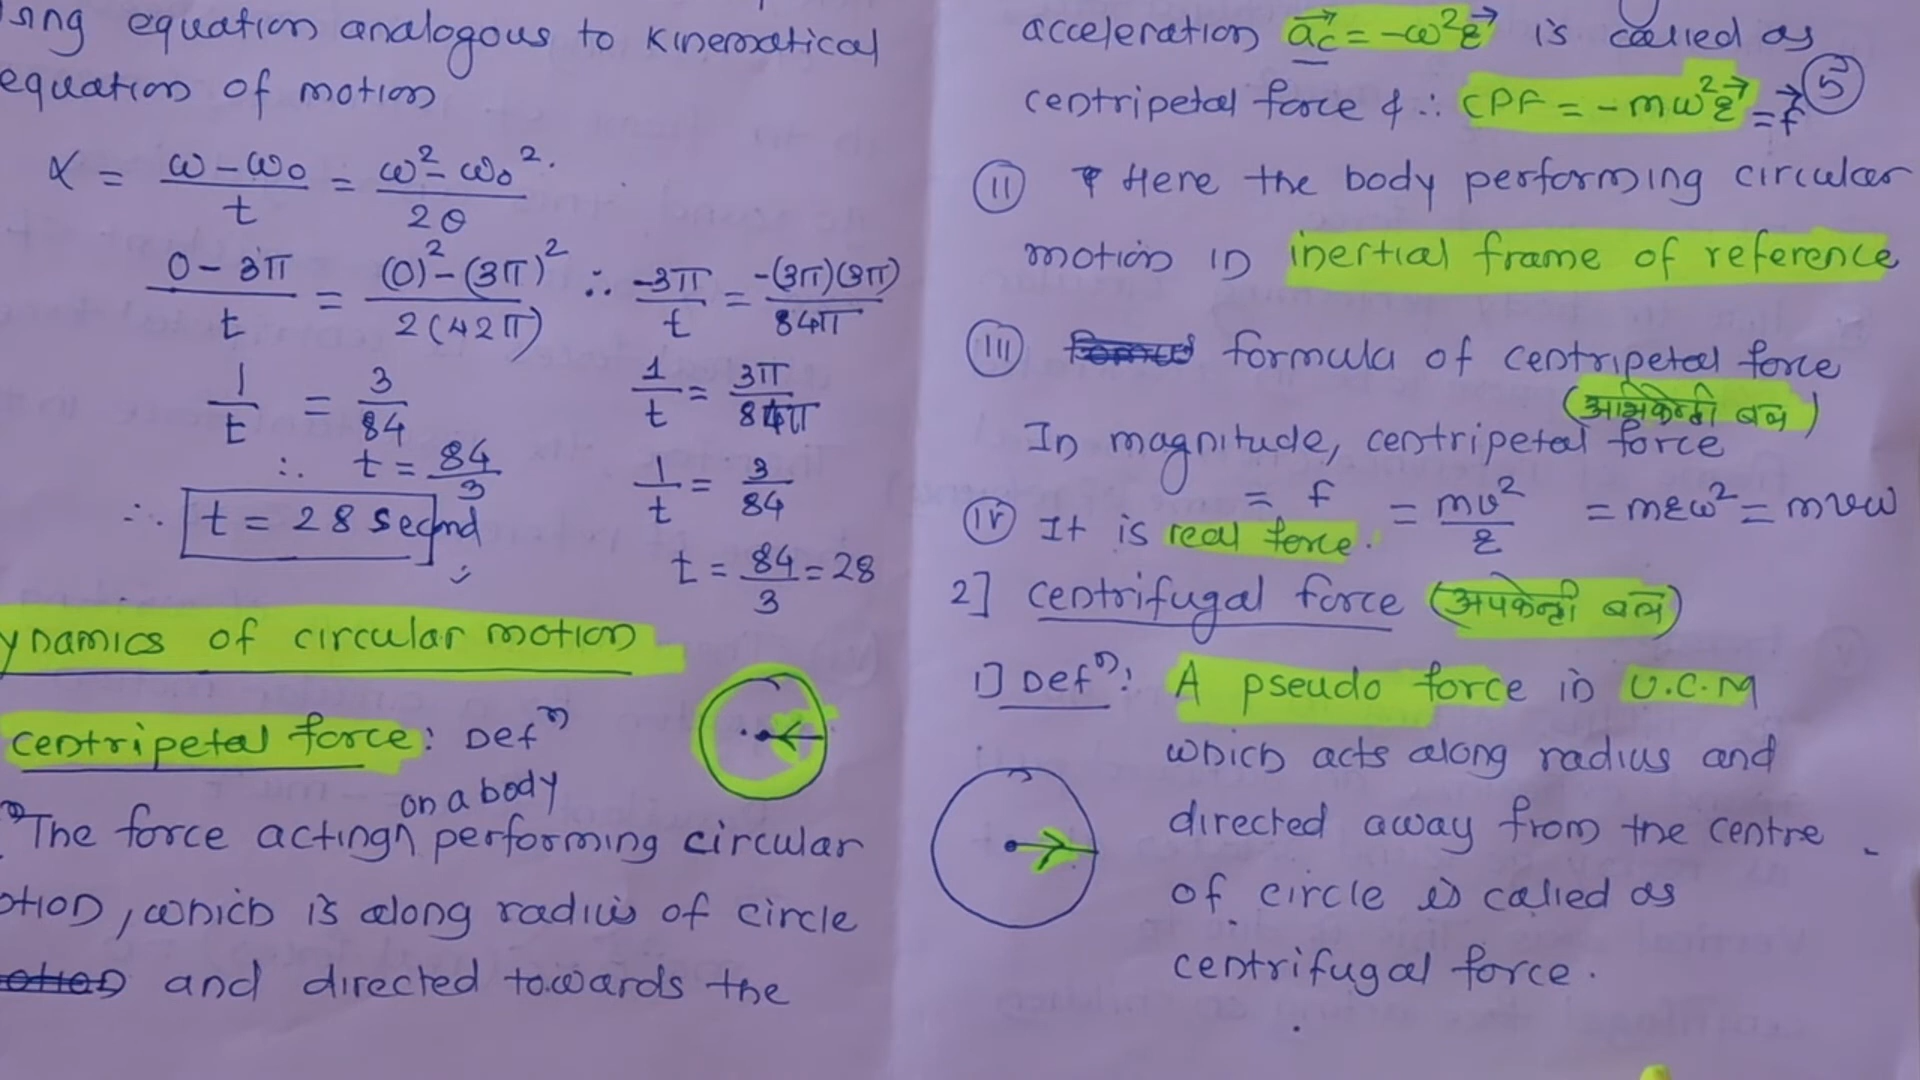 sing equation analogous to kinematical
equation of motion
α = ω - ω₀ / t = ω² - ω₀² / 2θ
0 - 3π / t = (0)² - (3π)² / 2(42π) ∴ -3π / t = -(3π)(3π) / 84π
1 / t = 3 / 84
1 / t = 3π / 84π
∴ t = 84 / 3
1 / t = 3 / 84
∴ t = 28 second
t = 84 / 3 = 28
ynamics of circular motion
centripetal force: Defⁿ
on a body
The force acting performing circular
otion, which is along radius of circle
and directed towards the
acceleration a⃗c = -ω²r⃗ is called as
centripetal force & ∴ CPF = -mω²r⃗ = f⃗
5
(II) Here the body performing circular
motion in inertial frame of reference
(III) formula of centripetal force
(अभिकेन्द्री बल)
In magnitude, centripetal force
= f = mv² / r = mrω² = mvω
(IV) It is real force.
2] centrifugal force (अपकेन्द्री बल)
1] Defⁿ: A pseudo force in U.C.M
which acts along radius and
directed away from the centre
of circle is called as
centrifugal force.